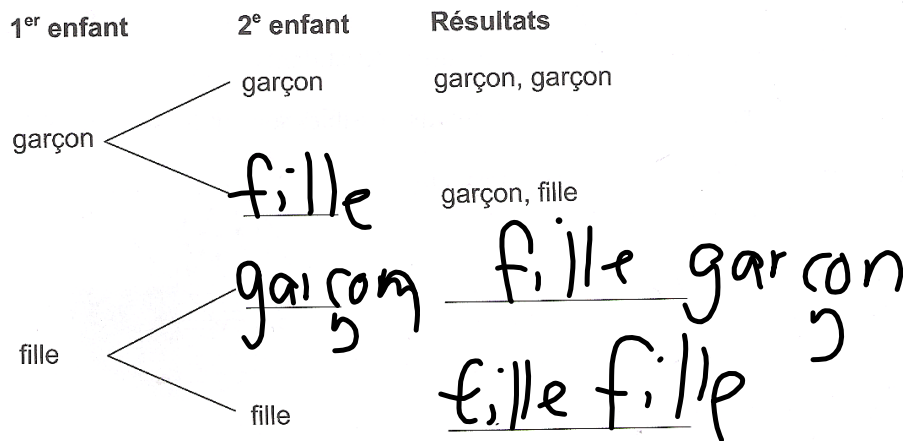 1er enfant 2e enfant Résultats
garçon garçon, garçon
garçon
fille garçon, fille
garçon fille garçon
fille
fille fille fille